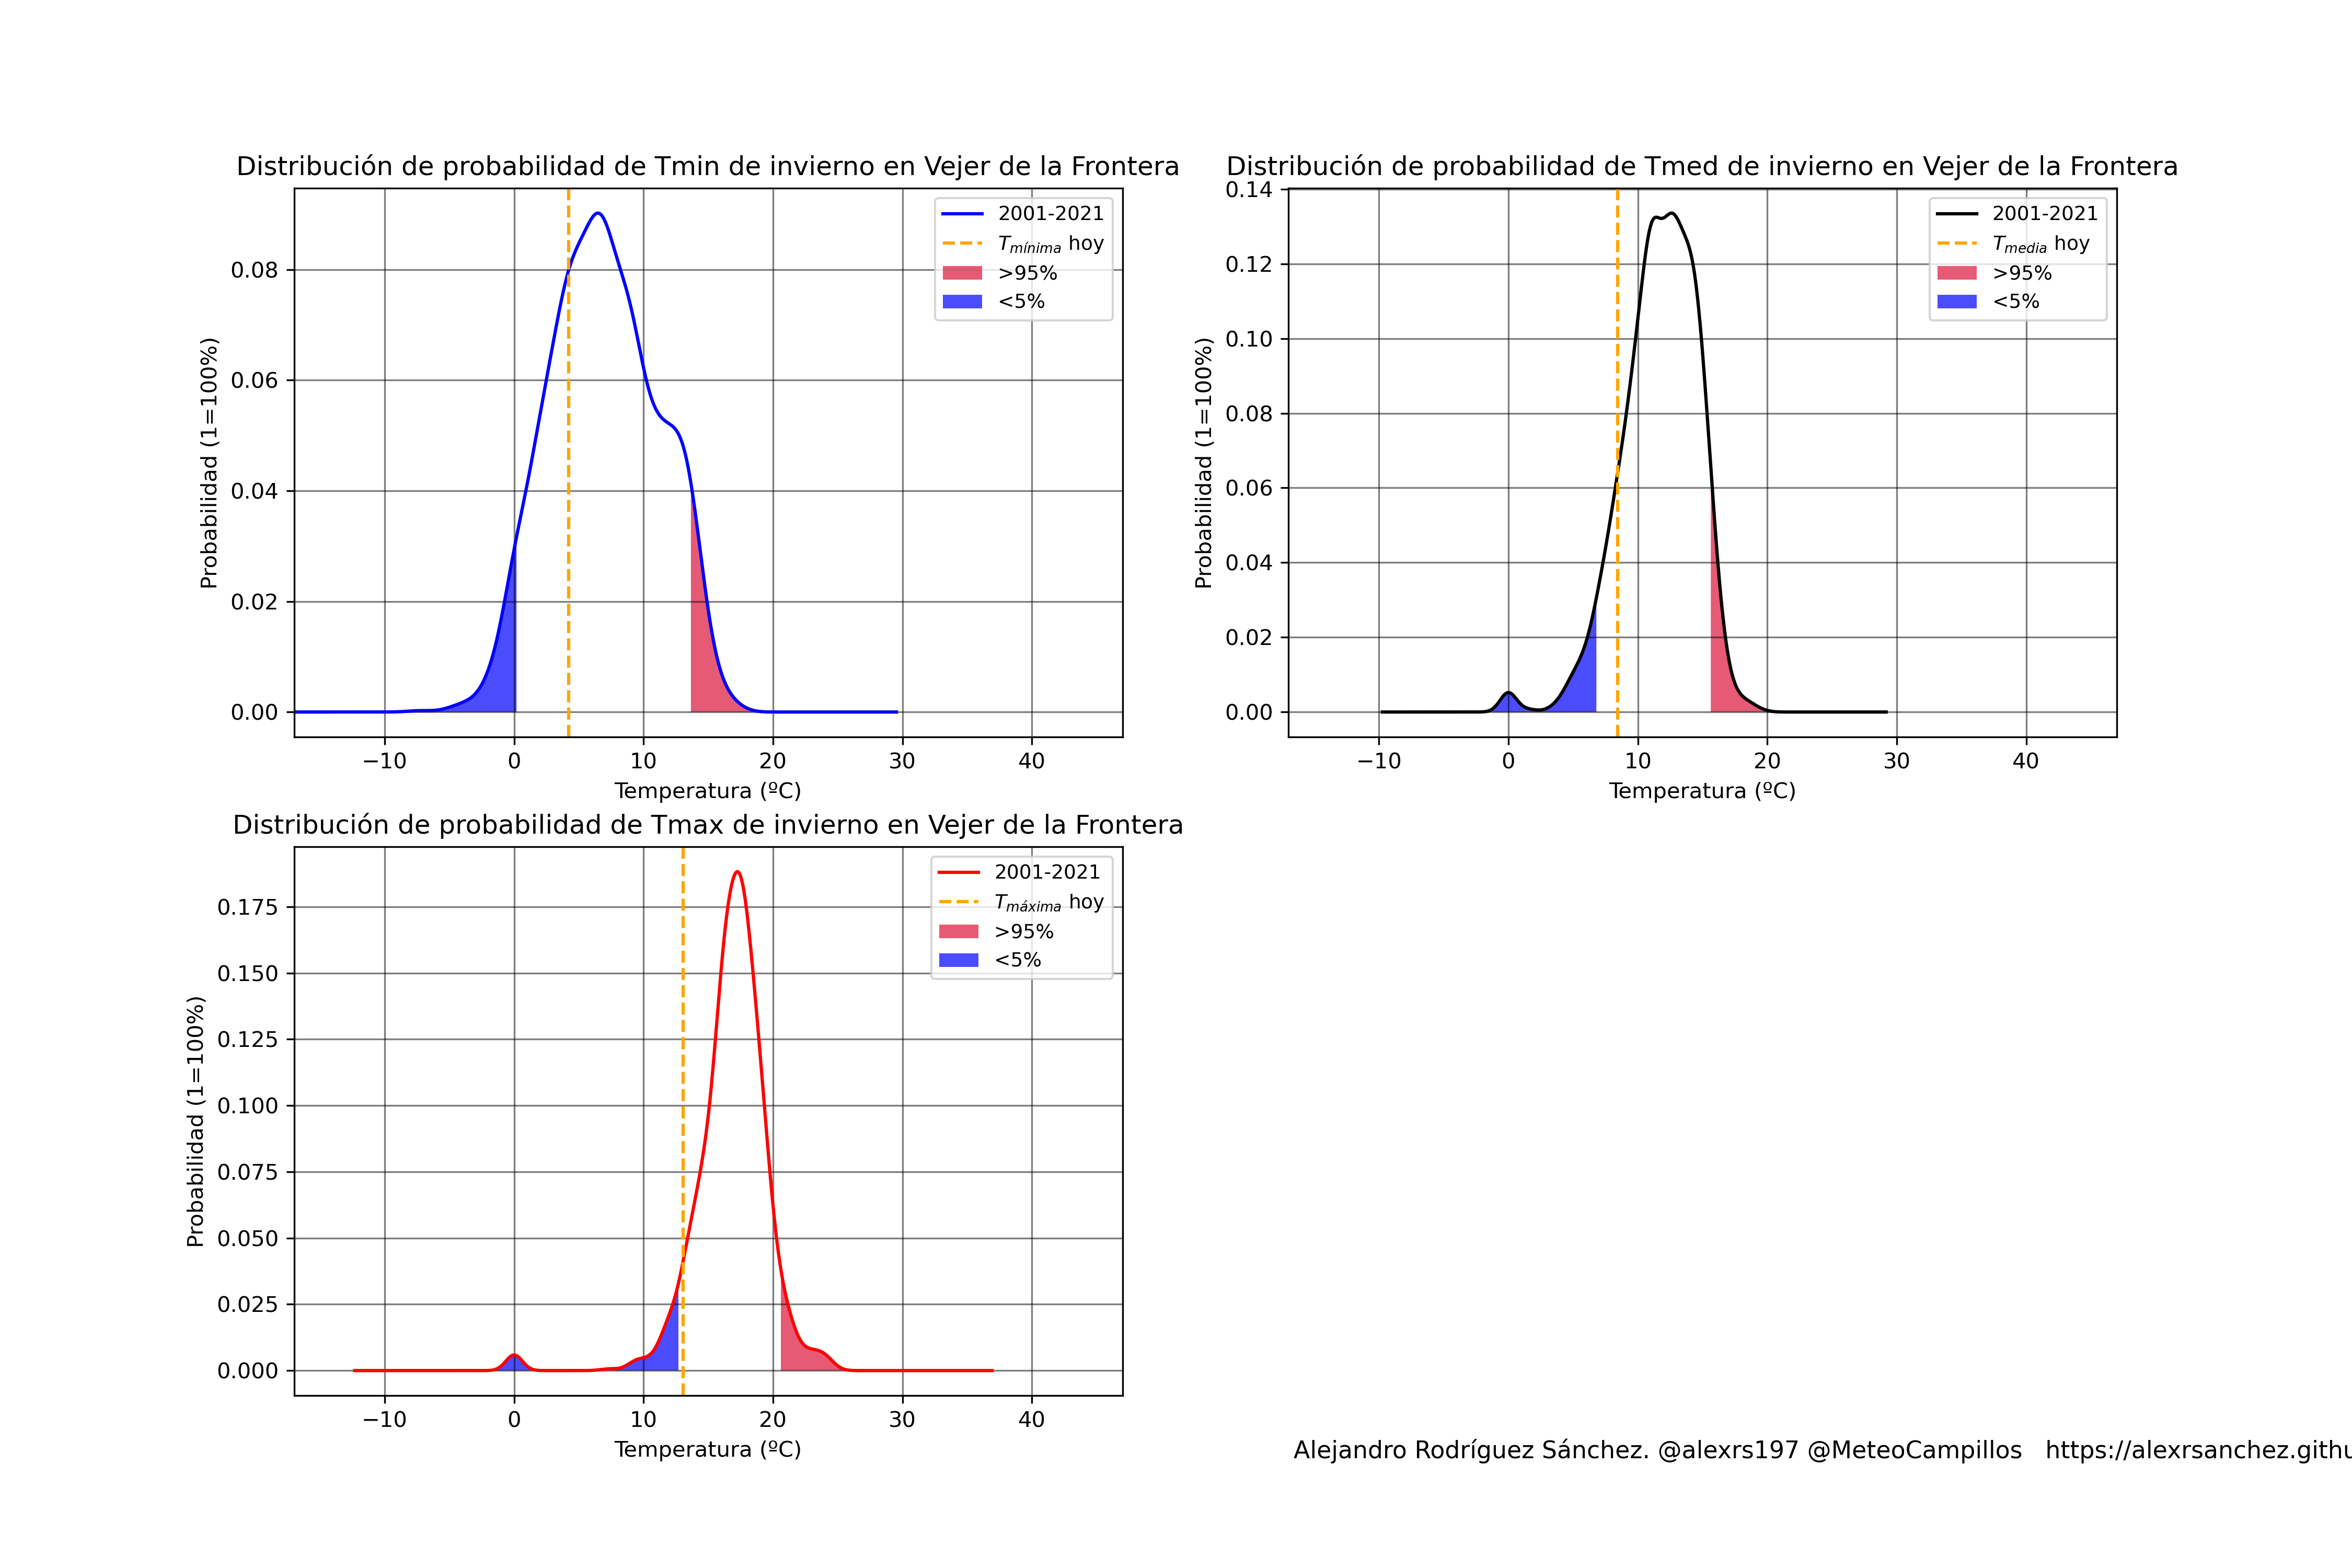 Distribución de probabilidad de Tmin de invierno en Vejer de la Frontera
Probabilidad (1=100%)
0.08
0.06
0.04
0.02
0.00
−10 0 10 20 30 40
Temperatura (ºC)
2001-2021
Tmínima hoy
>95%
<5%
Distribución de probabilidad de Tmed de invierno en Vejer de la Frontera
Probabilidad (1=100%)
0.14
0.12
0.10
0.08
0.06
0.04
0.02
0.00
−10 0 10 20 30 40
Temperatura (ºC)
2001-2021
Tmedia hoy
>95%
<5%
Distribución de probabilidad de Tmax de invierno en Vejer de la Frontera
Probabilidad (1=100%)
0.175
0.150
0.125
0.100
0.075
0.050
0.025
0.000
−10 0 10 20 30 40
Temperatura (ºC)
2001-2021
Tmáxima hoy
>95%
<5%
Alejandro Rodríguez Sánchez. @alexrs197 @MeteoCampillos https://alexrsanchez.githu